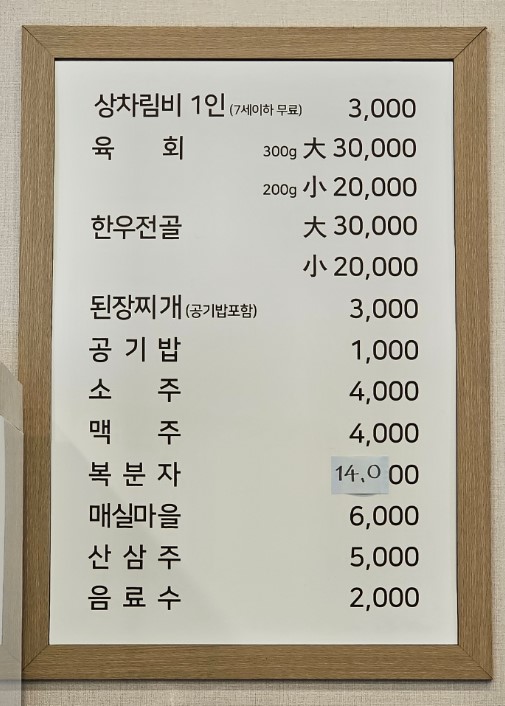 상차림비 1인 (7세이하 무료) 3,000
육 회 300g 大 30,000
200g 小 20,000
한우전골 大 30,000
小 20,000
된장찌개 (공기밥포함) 3,000
공 기 밥 1,000
소 주 4,000
맥 주 4,000
복 분 자 14.000
매실마을 6,000
산 삼 주 5,000
음 료 수 2,000